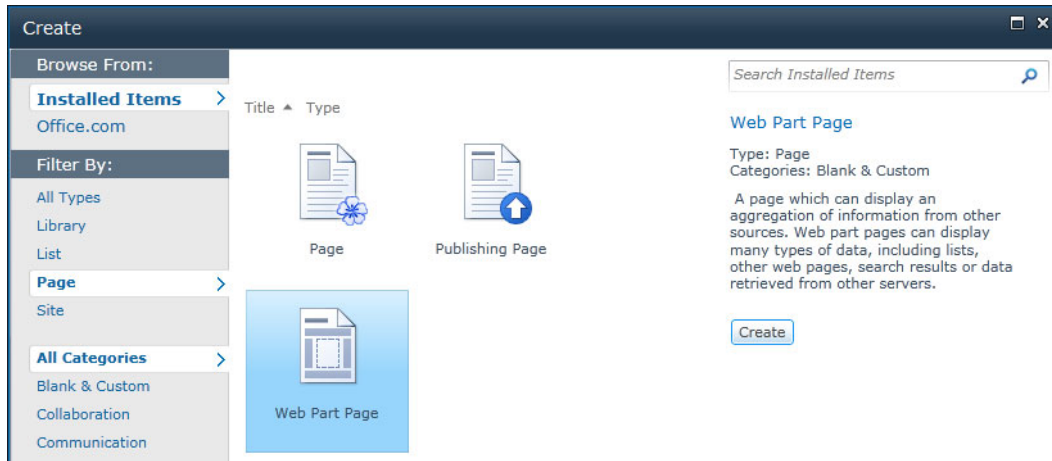 Create
Browse From:
Installed Items
Office.com
Filter By:
All Types
Library
List
Page
Site
All Categories
Blank & Custom
Collaboration
Communication
Title Type
Page
Publishing Page
Web Part Page
Search Installed Items
Web Part Page
Type: Page
Categories: Blank & Custom
A page which can display an
aggregation of information from other
sources. Web part pages can display
many types of data, including lists,
other web pages, search results or data
retrieved from other servers.
Create